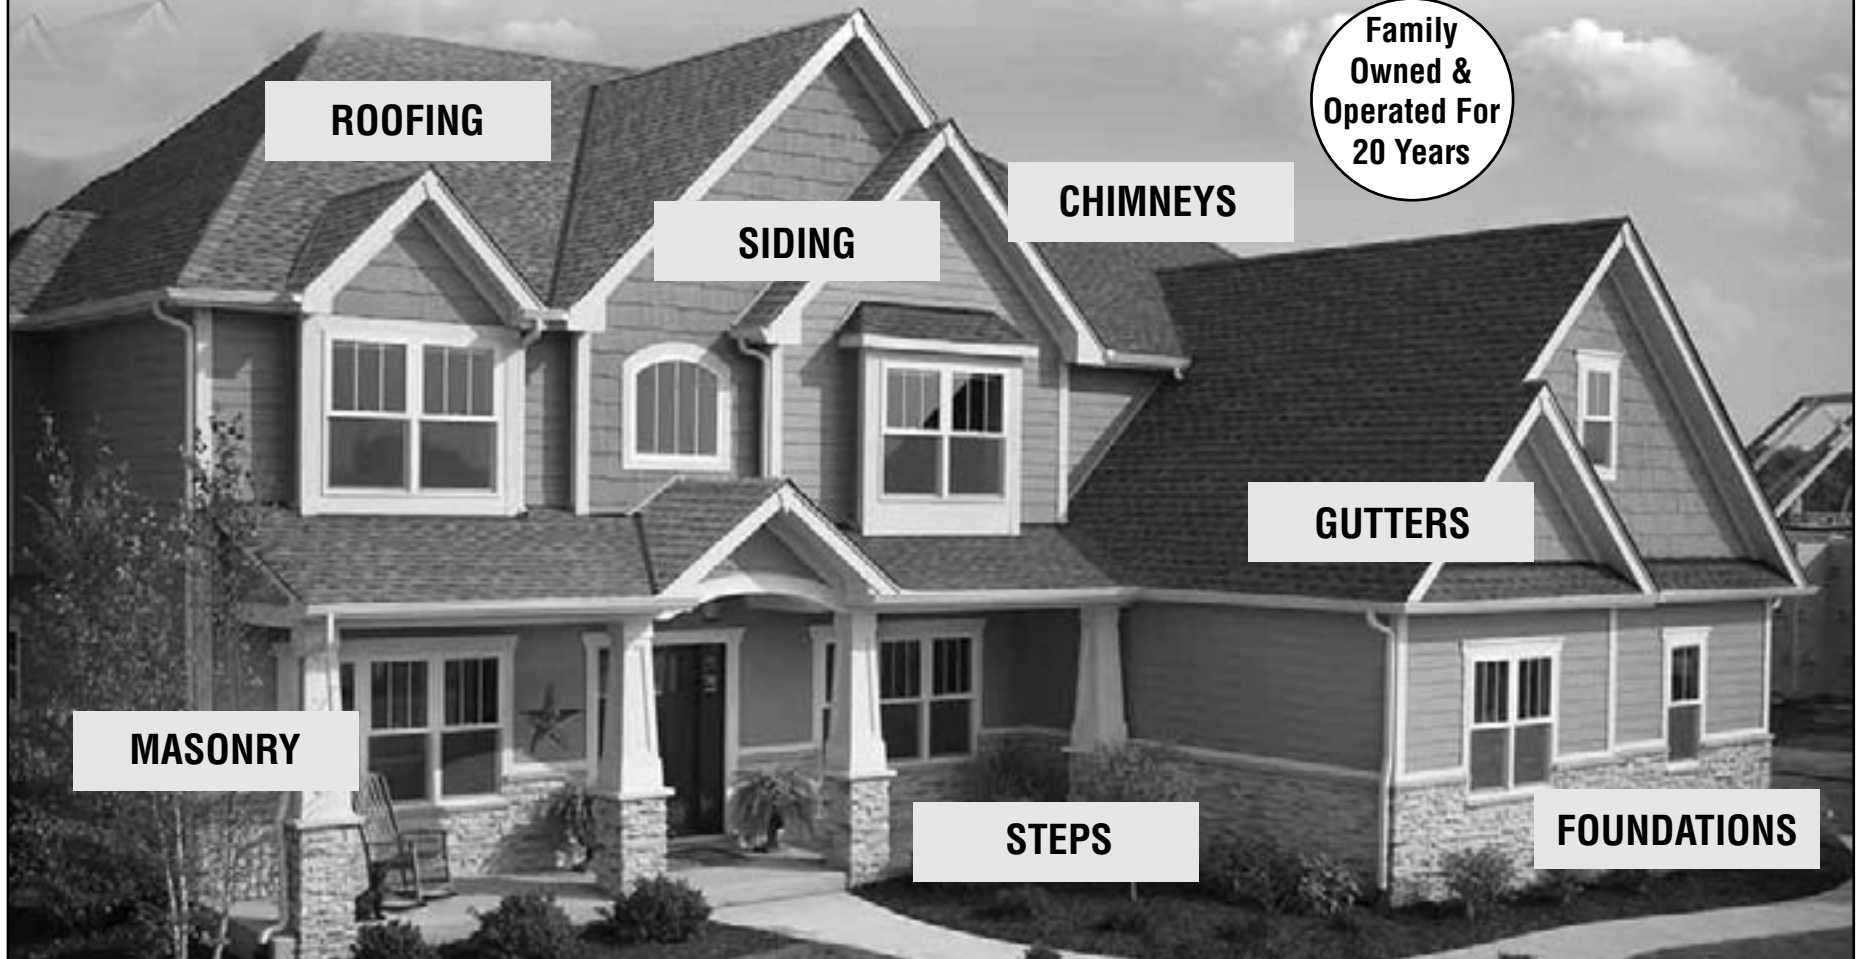 Family
Owned &
Operated For
20 Years
ROOFING
CHIMNEYS
SIDING
GUTTERS
MASONRY
STEPS
FOUNDATIONS